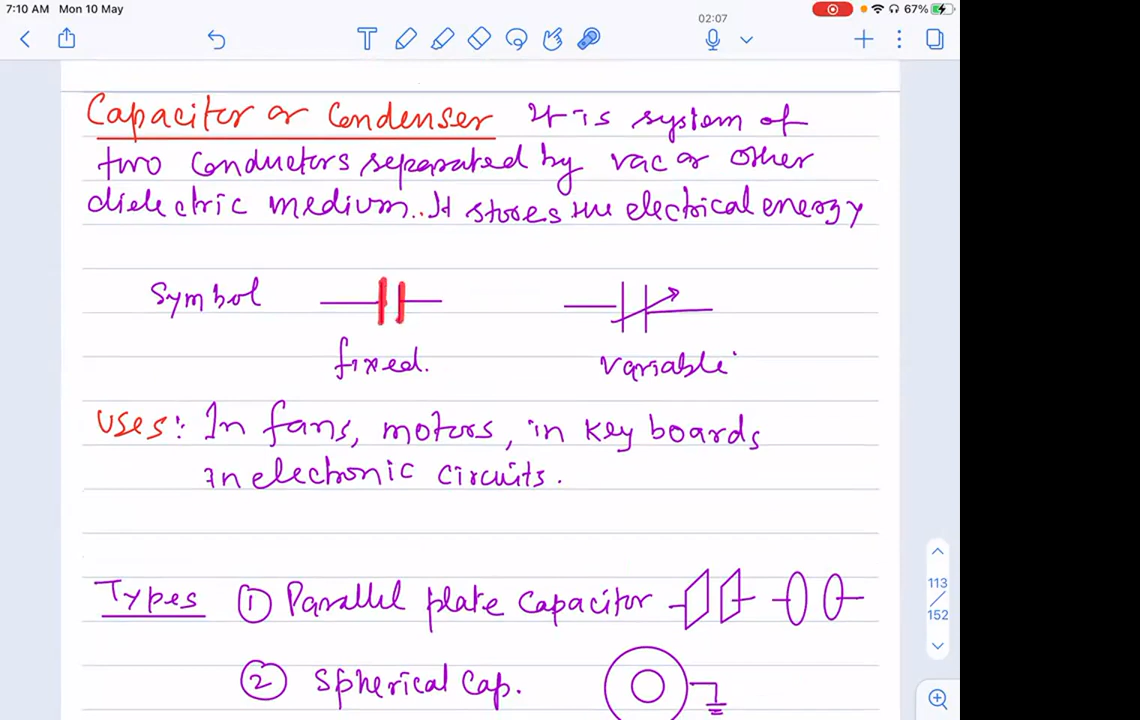 7:10 AM Mon 10 May
67%
02:07
Capacitor or Condenser It is system of
two Conductors separated by vac or other
dielectric medium.. It stores the electrical energy
Symbol
fixed.
variable
Uses: In fans, motors, in key boards
In electronic circuits.
Types ① Parallel plate Capacitor
② Spherical Cap.
113
152